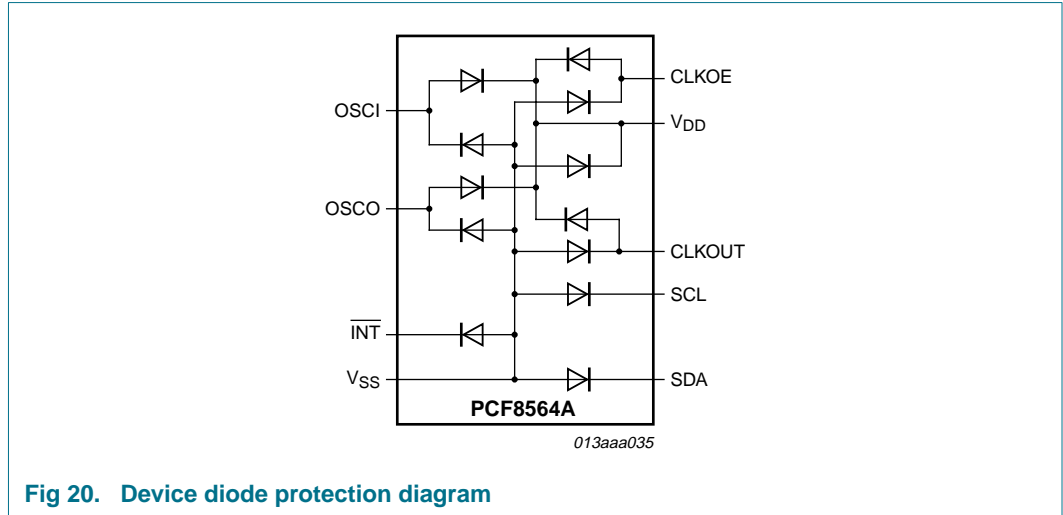 OSCI
OSCO
INT
VSS
CLKOE
VDD
CLKOUT
SCL
SDA
PCF8564A
013aaa035
Fig 20. Device diode protection diagram